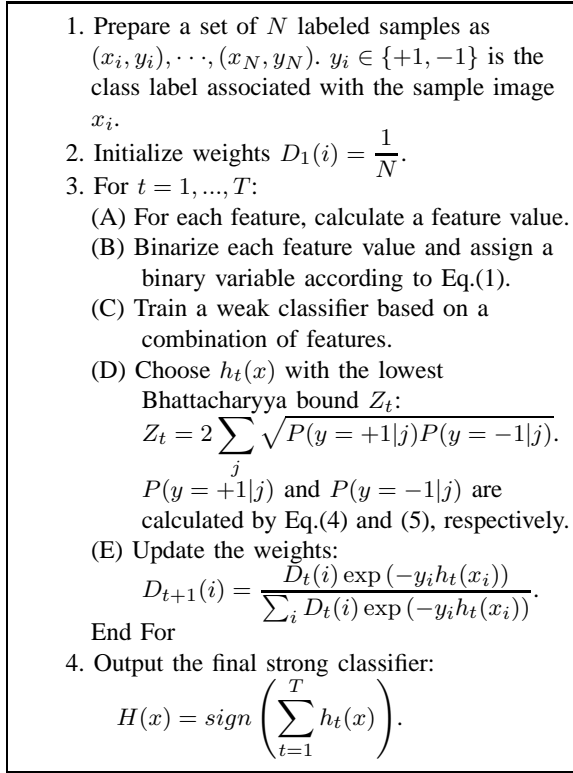 1. Prepare a set of N labeled samples as
(x_i, y_i), · · · , (x_N, y_N). y_i ∈ {+1, −1} is the
class label associated with the sample image
x_i.
2. Initialize weights D_1(i) = 1/N.
3. For t = 1, ..., T:
(A) For each feature, calculate a feature value.
(B) Binarize each feature value and assign a
binary variable according to Eq.(1).
(C) Train a weak classifier based on a
combination of features.
(D) Choose h_t(x) with the lowest
Bhattacharyya bound Z_t:
Z_t = 2 ∑_j √(P(y = +1|j)P(y = −1|j)).
P(y = +1|j) and P(y = −1|j) are
calculated by Eq.(4) and (5), respectively.
(E) Update the weights:
D_{t+1}(i) = D_t(i) exp (−y_i h_t(x_i)) / ∑_i D_t(i) exp (−y_i h_t(x_i)).
End For
4. Output the final strong classifier:
H(x) = sign (∑_{t=1}^{T} h_t(x)).